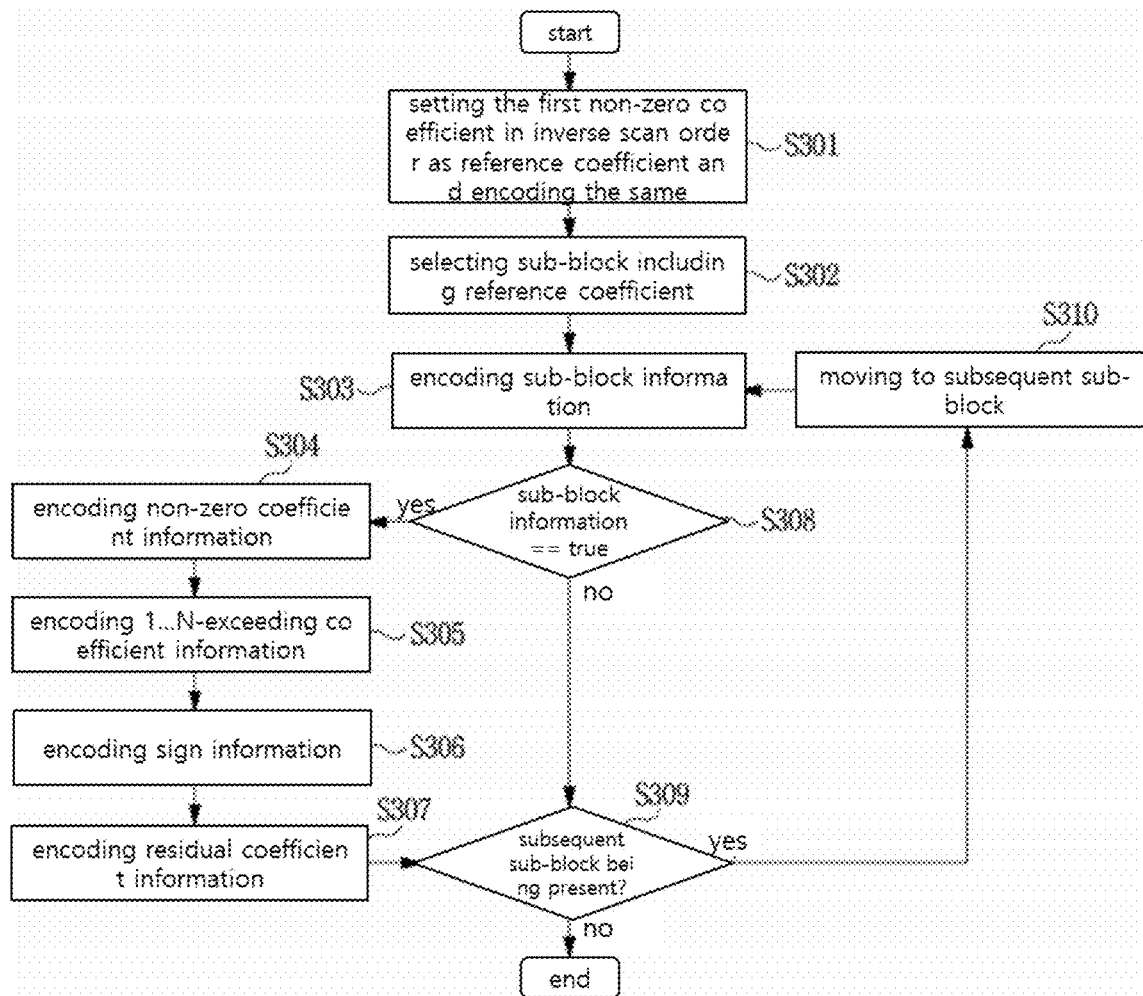 start
setting the first non-zero co
efficient in inverse scan orde
r as reference coefficient an
d encoding the same
S301
selecting sub-block includin
g reference coefficient
S302
S310
S303
encoding sub-block informa
tion
moving to subsequent sub-
block
S304
encoding non-zero coefficie
nt information
yes
sub-block
information
== true
S308
no
encoding 1...N-exceeding co
efficient information
S305
encoding sign information
S306
S307
encoding residual coefficien
t information
S309
subsequent
sub-block bei
ng present?
yes
no
end